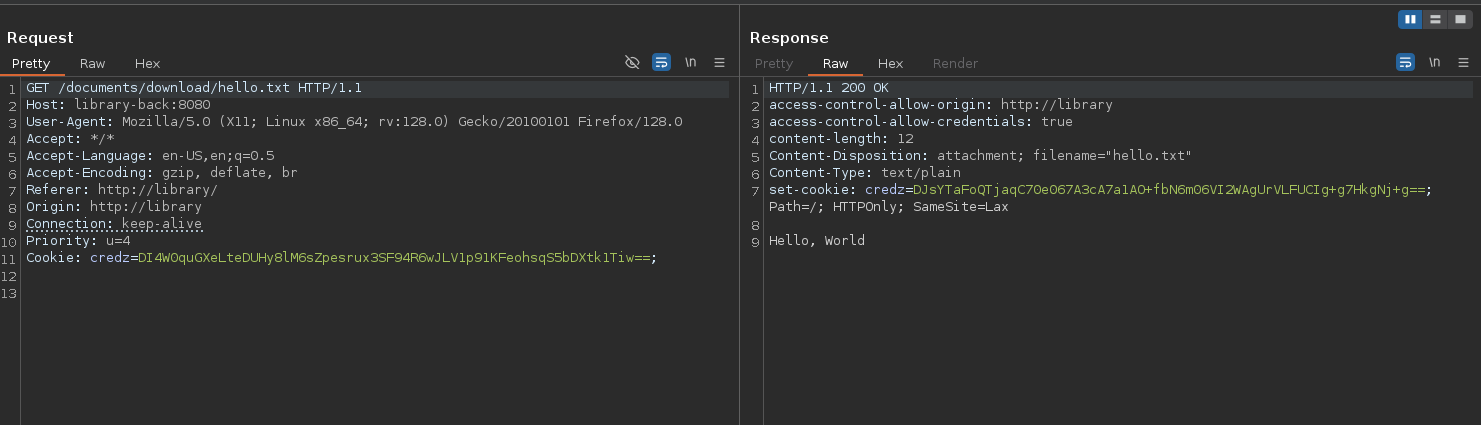 Request
Pretty Raw Hex
\n
1 GET /documents/download/hello.txt HTTP/1.1
2 Host: library-back:8080
3 User-Agent: Mozilla/5.0 (X11; Linux x86_64; rv:128.0) Gecko/20100101 Firefox/128.0
4 Accept: */*
5 Accept-Language: en-US,en;q=0.5
6 Accept-Encoding: gzip, deflate, br
7 Referer: http://library/
8 Origin: http://library
9 Connection: keep-alive
10 Priority: u=4
11 Cookie: credz=DI4WOquGXeLteDUHy8lM6sZpesrux3SF94R6wJLV1p91KFeohsqS5bDXtk1Tiw==;
12
13
Response
Pretty Raw Hex Render
\n
1 HTTP/1.1 200 OK
2 access-control-allow-origin: http://library
3 access-control-allow-credentials: true
4 content-length: 12
5 Content-Disposition: attachment; filename="hello.txt"
6 Content-Type: text/plain
7 set-cookie: credz=DJsYTaFoQTjaqC70e067A3cA7a1AO+fbN6m06VI2WAgUrVLFUCIg+g7HkgNj+g==;
Path=/; HTTPOnly; SameSite=Lax
8
9 Hello, World